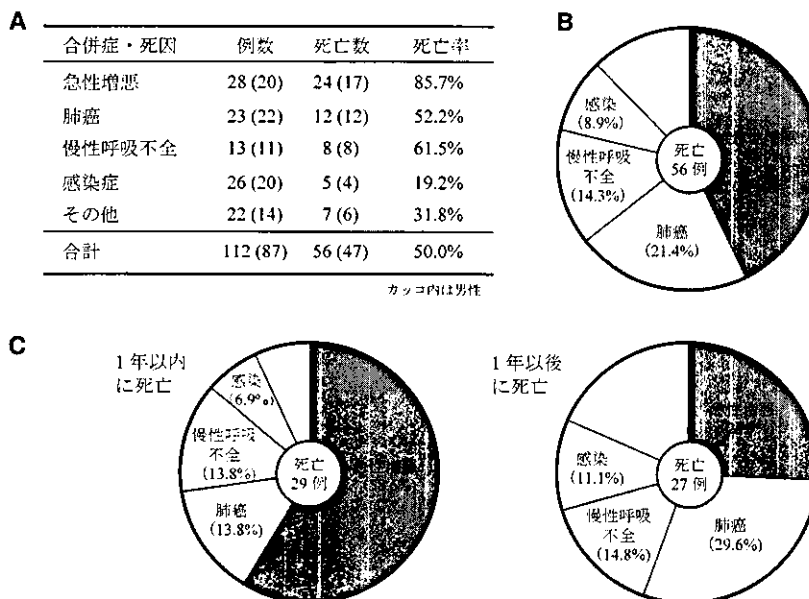 A
合併症・死因 例数 死亡数 死亡率
急性増悪 28 (20) 24 (17) 85.7%
肺癌 23 (22) 12 (12) 52.2%
慢性呼吸不全 13 (11) 8 (8) 61.5%
感染症 26 (20) 5 (4) 19.2%
その他 22 (14) 7 (6) 31.8%
合計 112 (87) 56 (47) 50.0%
カッコ内は男性
B
感染
(8.9%)
慢性呼吸
不全
(14.3%)
死亡
56 例
肺癌
(21.4%)
C
1 年以内
に死亡
感染
(6.9%)
慢性呼吸
不全
(13.8%)
死亡
29 例
肺癌
(13.8%)
1 年以後
に死亡
感染
(11.1%)
死亡
27 例
慢性呼吸
不全
(14.8%)
肺癌
(29.6%)